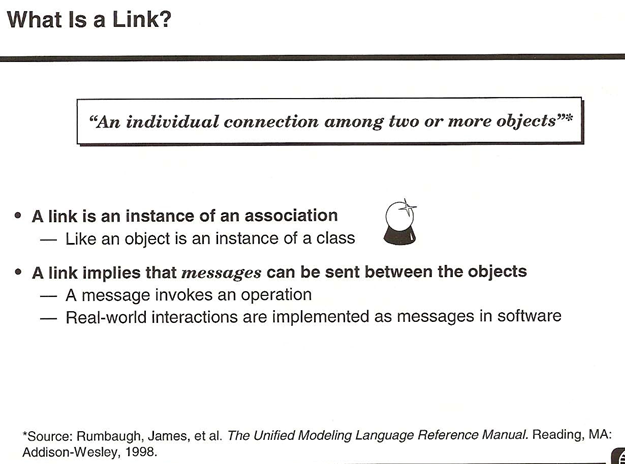 What Is a Link?
“An individual connection among two or more objects”*
• A link is an instance of an association
— Like an object is an instance of a class
• A link implies that messages can be sent between the objects
— A message invokes an operation
— Real-world interactions are implemented as messages in software
*Source: Rumbaugh, James, et al. The Unified Modeling Language Reference Manual. Reading, MA:
Addison-Wesley, 1998.